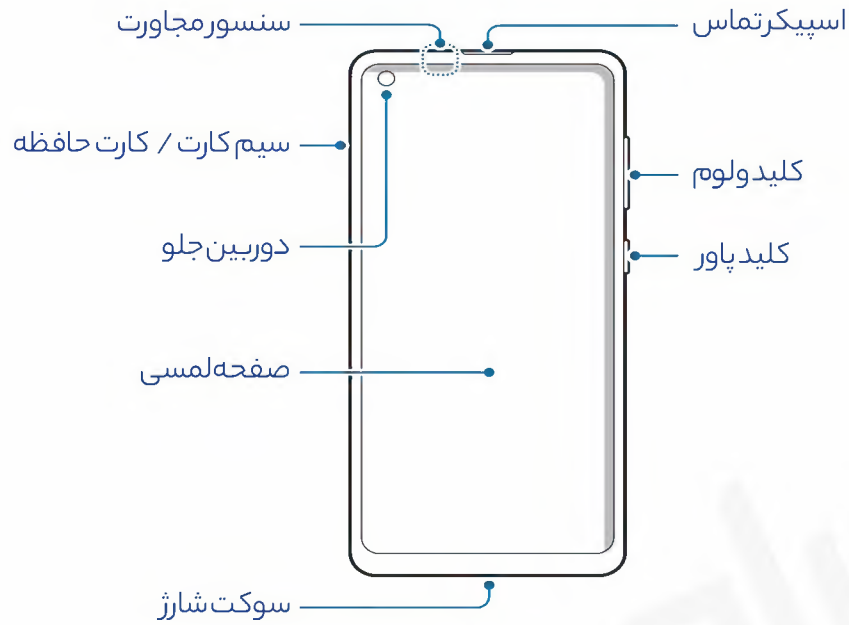 اسپیکر تماس
سنسور مجاورت
سیم کارت / کارت حافظه
کلید ولوم
دوربین جلو
کلید پاور
صفحه لمسی
سوکت شارژ